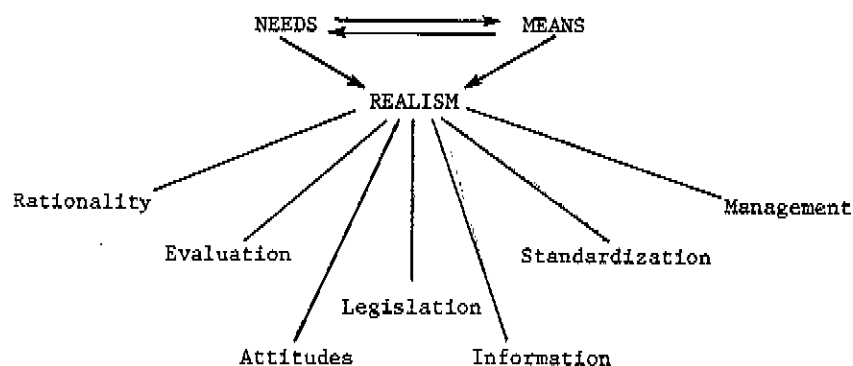 NEEDS MEANS
REALISM
Rationality Management
Evaluation Standardization
Legislation
Attitudes Information